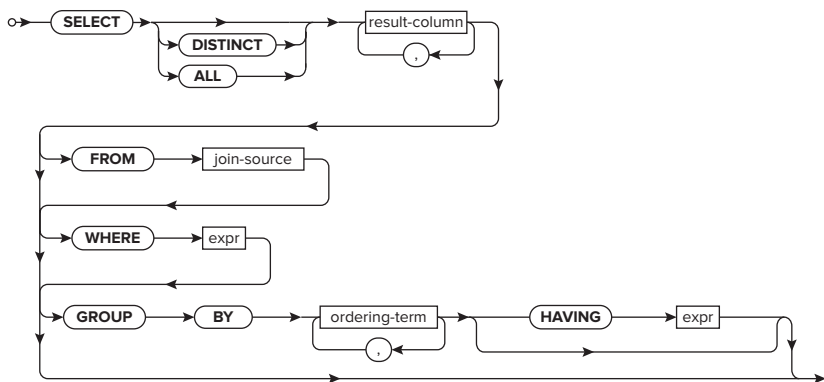 SELECT result-column
DISTINCT ,
ALL
FROM join-source
WHERE expr
GROUP BY ordering-term HAVING expr
,